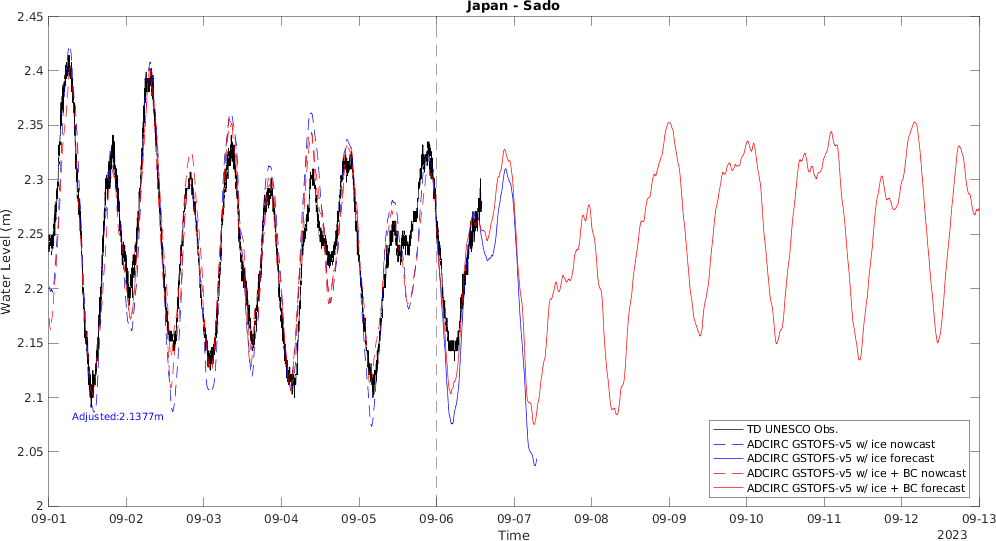 Japan - Sado
2.45
2.4
2.35
2.3
2.25
2.2
2.15
2.1
2.05
2
Water Level (m)
Adjusted:2.1377m
TD UNESCO Obs.
ADCIRC GSTOFS-v5 w/ ice nowcast
ADCIRC GSTOFS-v5 w/ ice forecast
ADCIRC GSTOFS-v5 w/ ice + BC nowcast
ADCIRC GSTOFS-v5 w/ ice + BC forecast
09-01 09-02 09-03 09-04 09-05 09-06 09-07 09-08 09-09 09-10 09-11 09-12 09-13
Time
2023